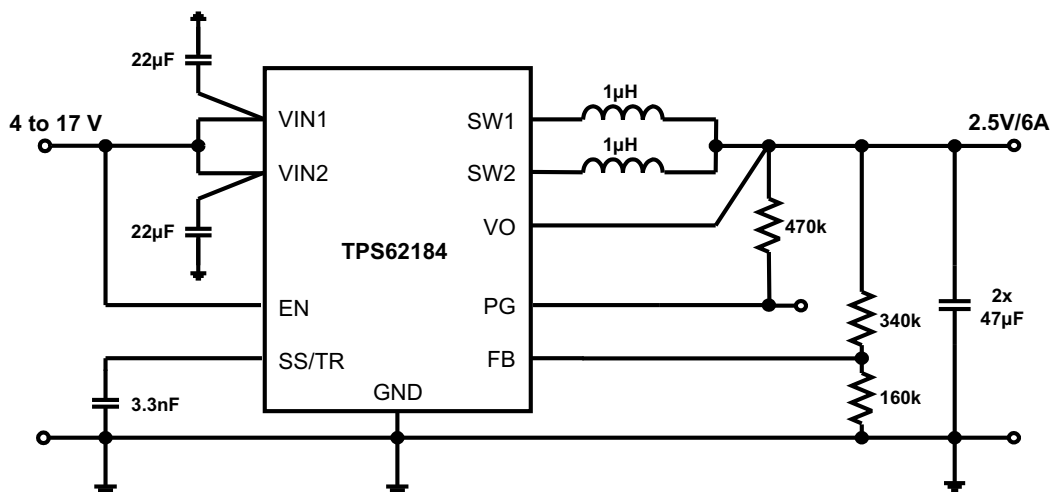 22µF
4 to 17 V
22µF
VIN1
VIN2
EN
SS/TR
3.3nF
TPS62184
GND
SW1
SW2
VO
PG
FB
1µH
1µH
2.5V/6A
470k
340k
160k
2x
47µF